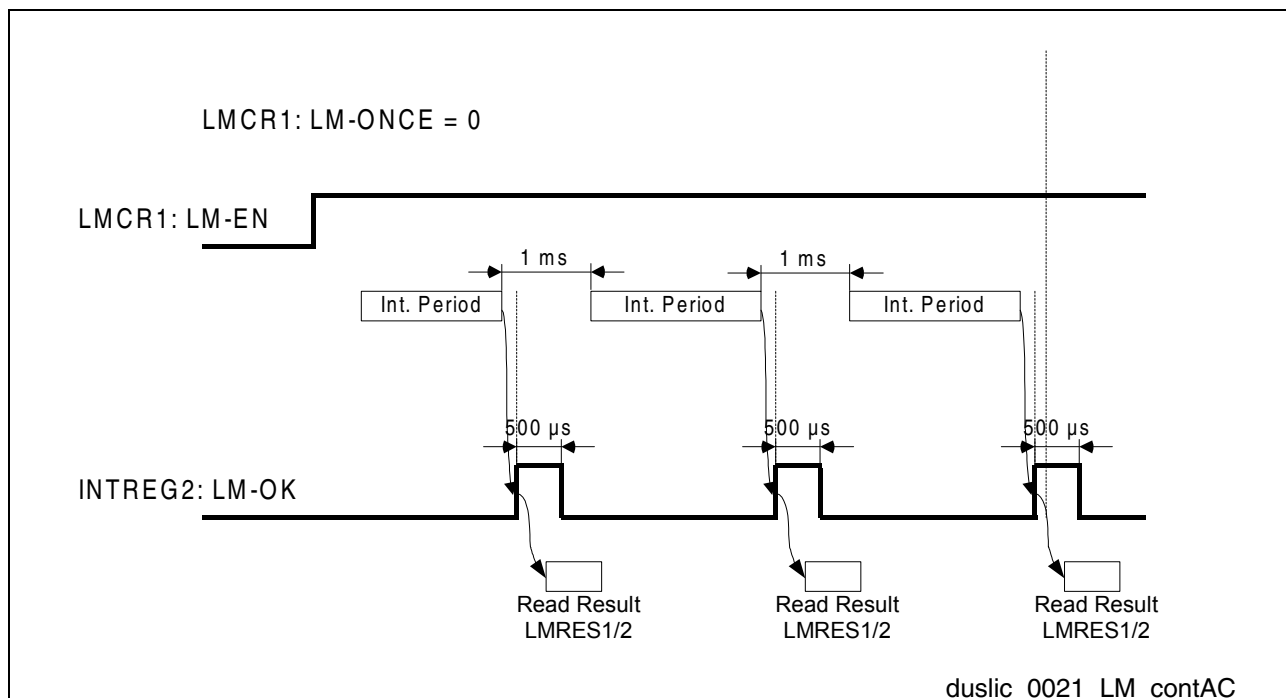 LMCR1: LM-ONCE = 0
LMCR1: LM-EN
1 ms
1 ms
Int. Period
Int. Period
Int. Period
500 µs
500 µs
500 µs
INTREG2: LM-OK
Read Result
LMRES1/2
Read Result
LMRES1/2
Read Result
LMRES1/2
duslic_0021_LM_contAC